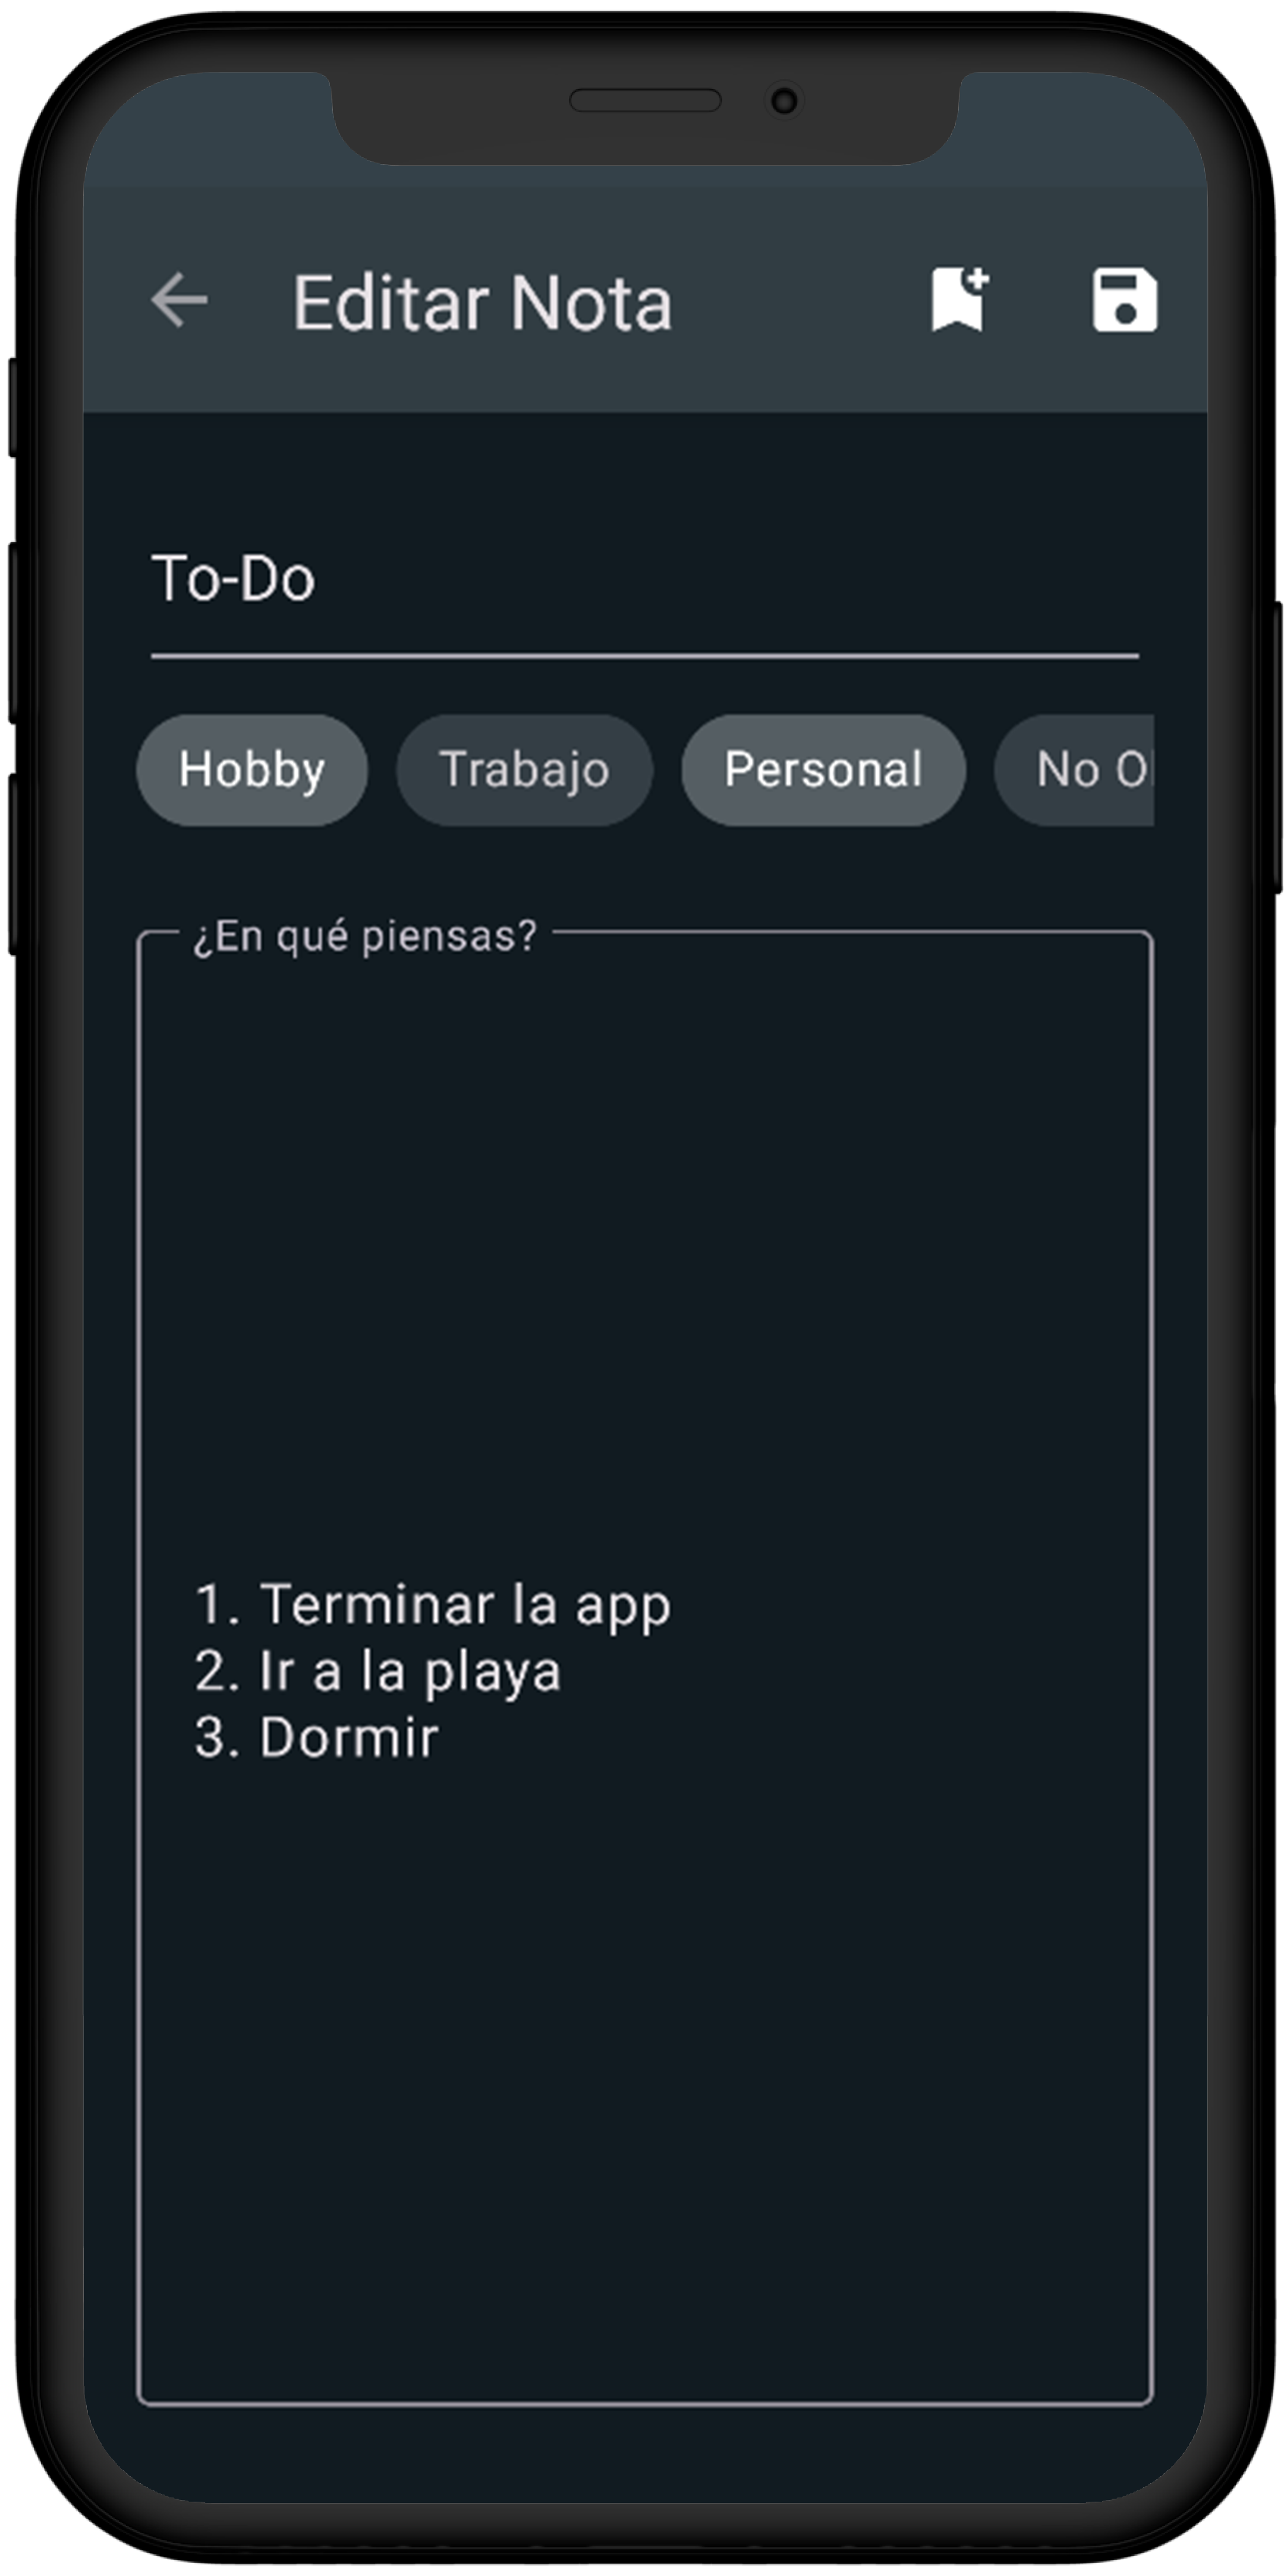 Editar Nota
To-Do
Hobby Trabajo Personal No
¿En qué piensas?
1. Terminar la app
2. Ir a la playa
3. Dormir